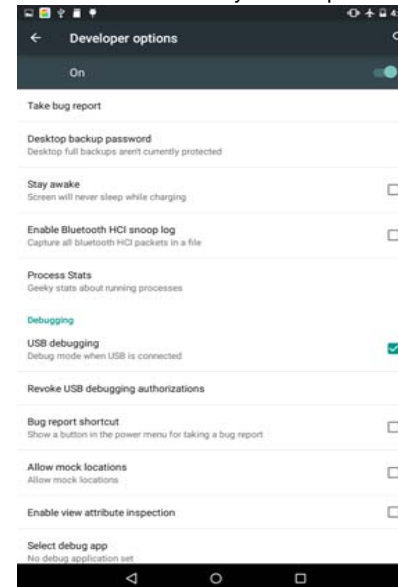 Developer options
On
Take bug report
Desktop backup password
Desktop full backups aren't currently protected
Stay awake
Screen will never sleep while charging
Enable Bluetooth HCI snoop log
Capture all bluetooth HCI packets in a file
Process Stats
Geeky stats about running processes
Debugging
USB debugging
Debug mode when USB is connected
Revoke USB debugging authorizations
Bug report shortcut
Show a button in the power menu for taking a bug report
Allow mock locations
Allow mock locations
Enable view attribute inspection
Select debug app
No debug application set